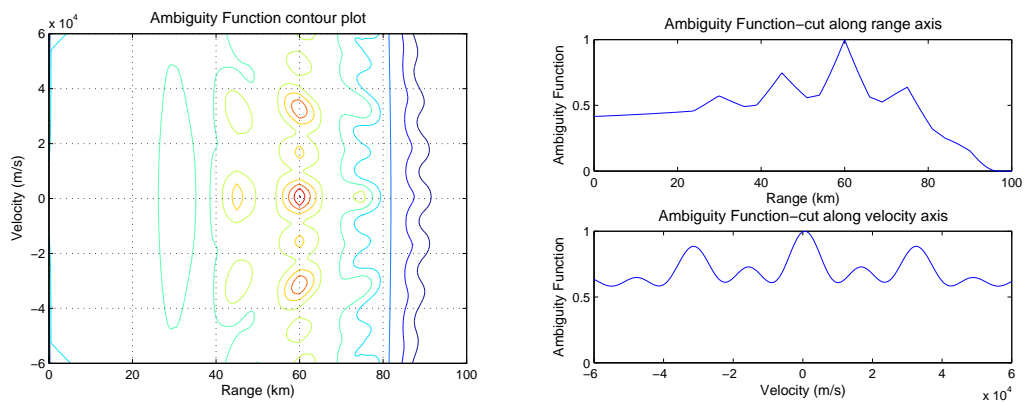 Ambiguity Function contour plot
x 10^4
6
4
2
0
−2
−4
−6
0 20 40 60 80 100
Range (km)
Velocity (m/s)
Ambiguity Function−cut along range axis
1
0.5
0
0 20 40 60 80 100
Range (km)
Ambiguity Function
Ambiguity Function−cut along velocity axis
1
0.5
0
−6 −4 −2 0 2 4 6
Velocity (m/s)
x 10^4
Ambiguity Function